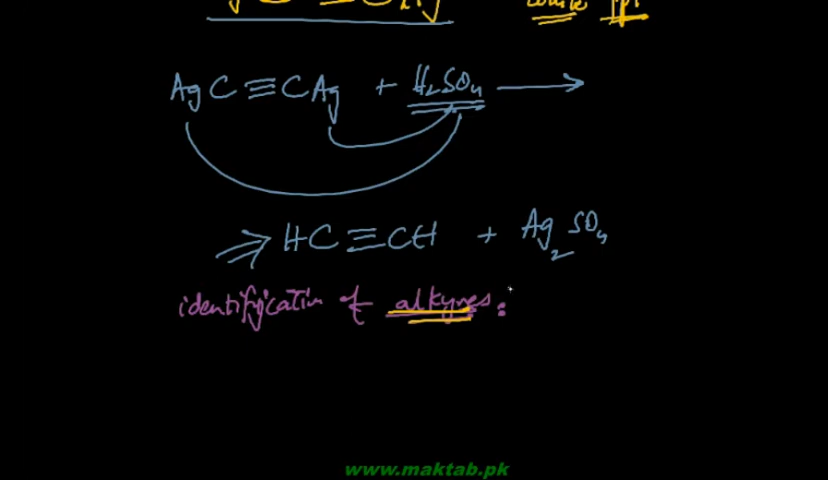 AgC≡CAg + H₂SO₄ →
⇒ HC≡CH + Ag₂SO₄
identification of alkynes:
www.maktab.pk